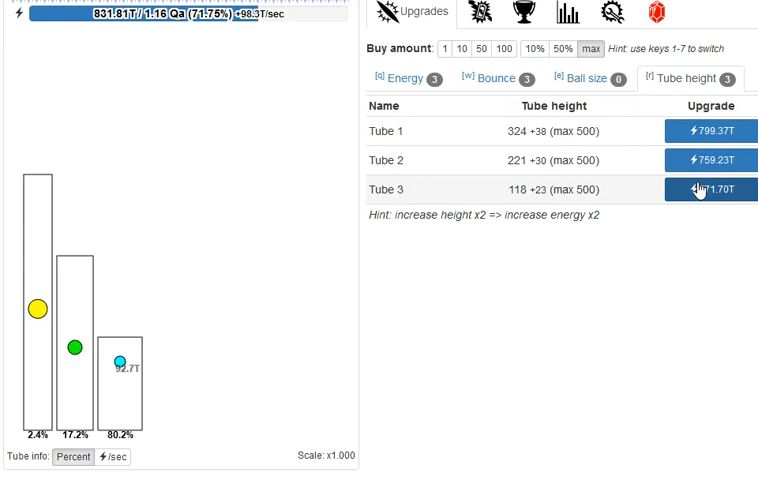 831.81T / 1.16 Qa (71.75%) +98.3T/sec
Upgrades
Buy amount: 1 10 50 100 10% 50% max Hint: use keys 1-7 to switch
[q] Energy 3 [w] Bounce 3 [e] Ball size 0 [r] Tube height 3
Name Tube height Upgrade
Tube 1 324 +38 (max 500) 799.37T
Tube 2 221 +30 (max 500) 759.23T
Tube 3 118 +23 (max 500) 71.70T
Hint: increase height x2 => increase energy x2
92.7T
2.4% 17.2% 80.2%
Tube info: Percent /sec Scale: x1.000